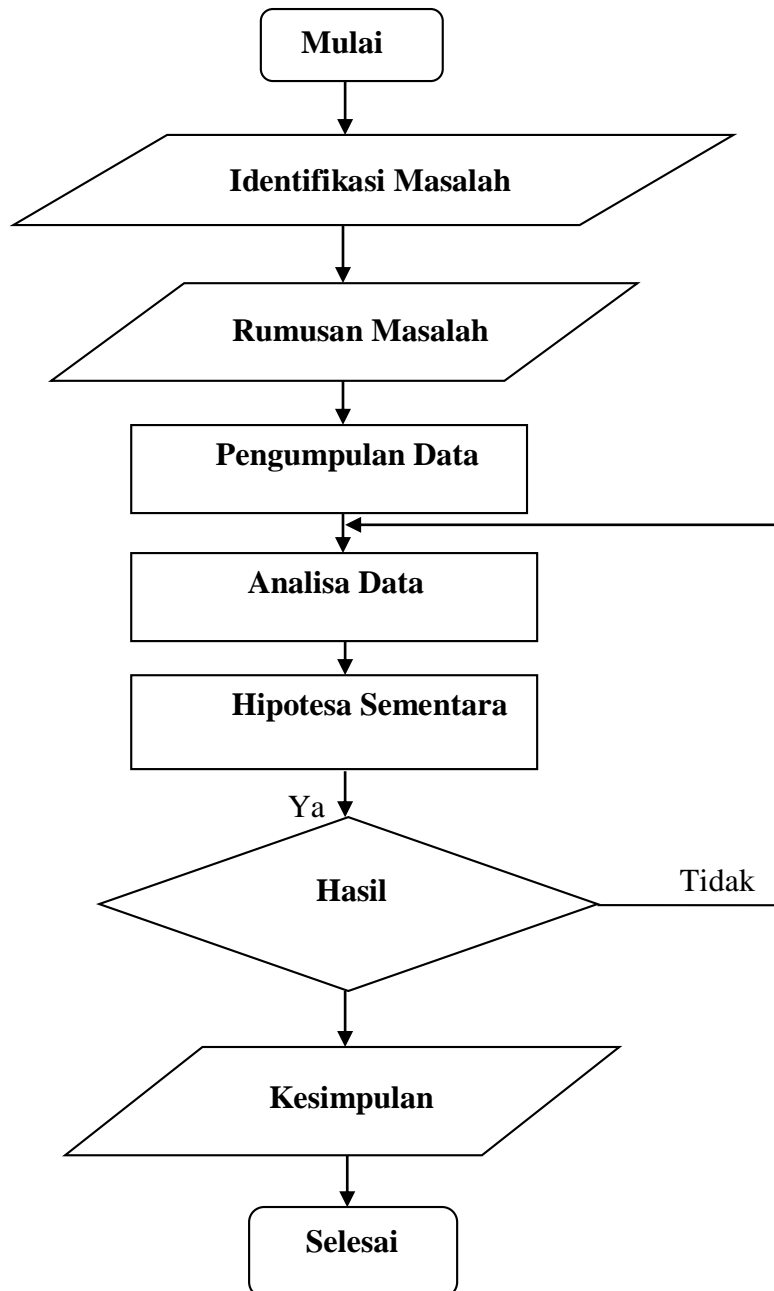 Mulai
Identifikasi Masalah
Rumusan Masalah
Pengumpulan Data
Analisa Data
Hipotesa Sementara
Ya
Hasil
Tidak
Kesimpulan
Selesai